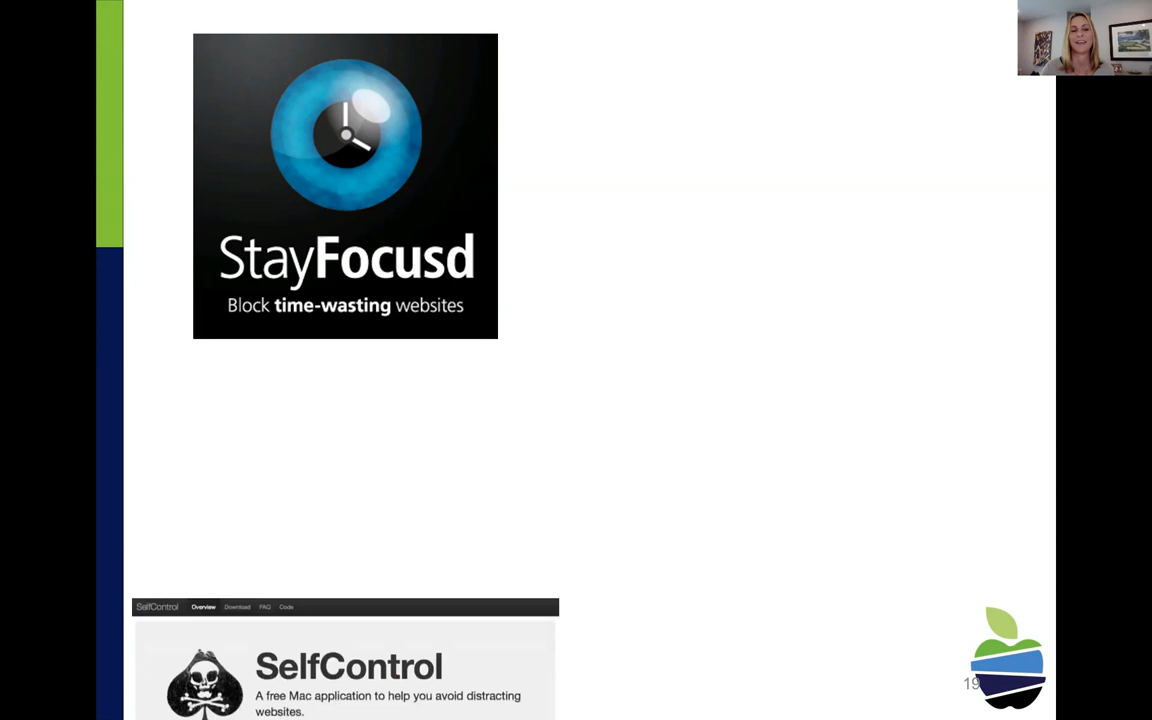 StayFocusd
Block time-wasting websites
SelfControl Overview Download FAQ Code
SelfControl
A free Mac application to help you avoid distracting
websites.
19